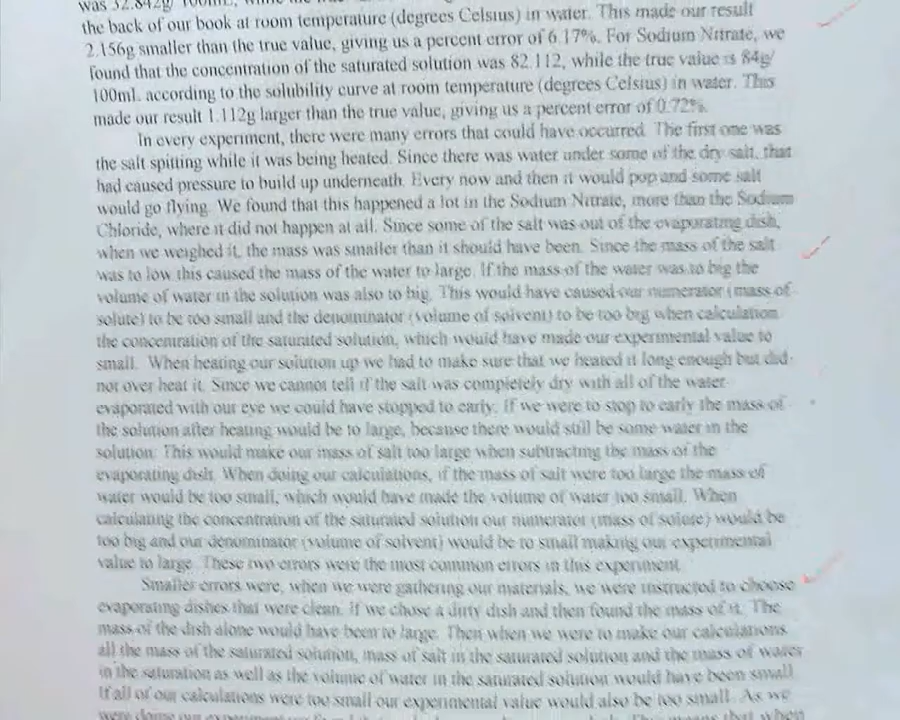 was 32.842g/ 100mL,
the back of our book at room temperature (degrees Celsius) in water. This made our result
2.156g smaller than the true value, giving us a percent error of 6.17%. For Sodium Nitrate, we
found that the concentration of the saturated solution was 82.112, while the true value is 84g/
100mL according to the solubility curve at room temperature (degrees Celsius) in water. This
made our result 1.112g larger than the true value, giving us a percent error of 0.72%.
In every experiment, there were many errors that could have occurred. The first one was
the salt spitting while it was being heated. Since there was water under some of the dry salt, that
had caused pressure to build up underneath. Every now and then it would pop and some salt
would go flying. We found that this happened a lot in the Sodium Nitrate, more than the Sodium
Chloride, where it did not happen at all. Since some of the salt was out of the evaporating dish,
when we weighed it, the mass was smaller than it should have been. Since the mass of the salt
was to low this caused the mass of the water to large. If the mass of the water was to big the
volume of water in the solution was also to big. This would have caused our numerator (mass of
solute) to be too small and the denominator (volume of solvent) to be too big when calculation
the concentration of the saturated solution, which would have made our experimental value to
small. When heating our solution up we had to make sure that we heated it long enough but did
not over heat it. Since we cannot tell if the salt was completely dry with all of the water
evaporated with our eye we could have stopped to early. If we were to stop to early the mass of
the solution after heating would be to large, because there would still be some water in the
solution. This would make our mass of salt too large when subtracting the mass of the
evaporating dish. When doing our calculations, if the mass of salt were too large the mass of
water would be too small, which would have made the volume of water too small. When
calculating the concentration of the saturated solution our numerator (mass of solute) would be
too big and our denominator (volume of solvent) would be to small making our experimental
value to large. These two errors were the most common errors in this experiment.
Smaller errors were, when we were gathering our materials, we were instructed to choose
evaporating dishes that were clean. If we chose a dirty dish and then found the mass of it. The
mass of the dish alone would have been to large. Then when we were to make our calculations
all the mass of the saturated solution, mass of salt in the saturated solution and the mass of water
in the saturation as well as the volume of water in the saturated solution would have been small.
If all of our calculations were too small our experimental value would also be too small. As we
were doing our